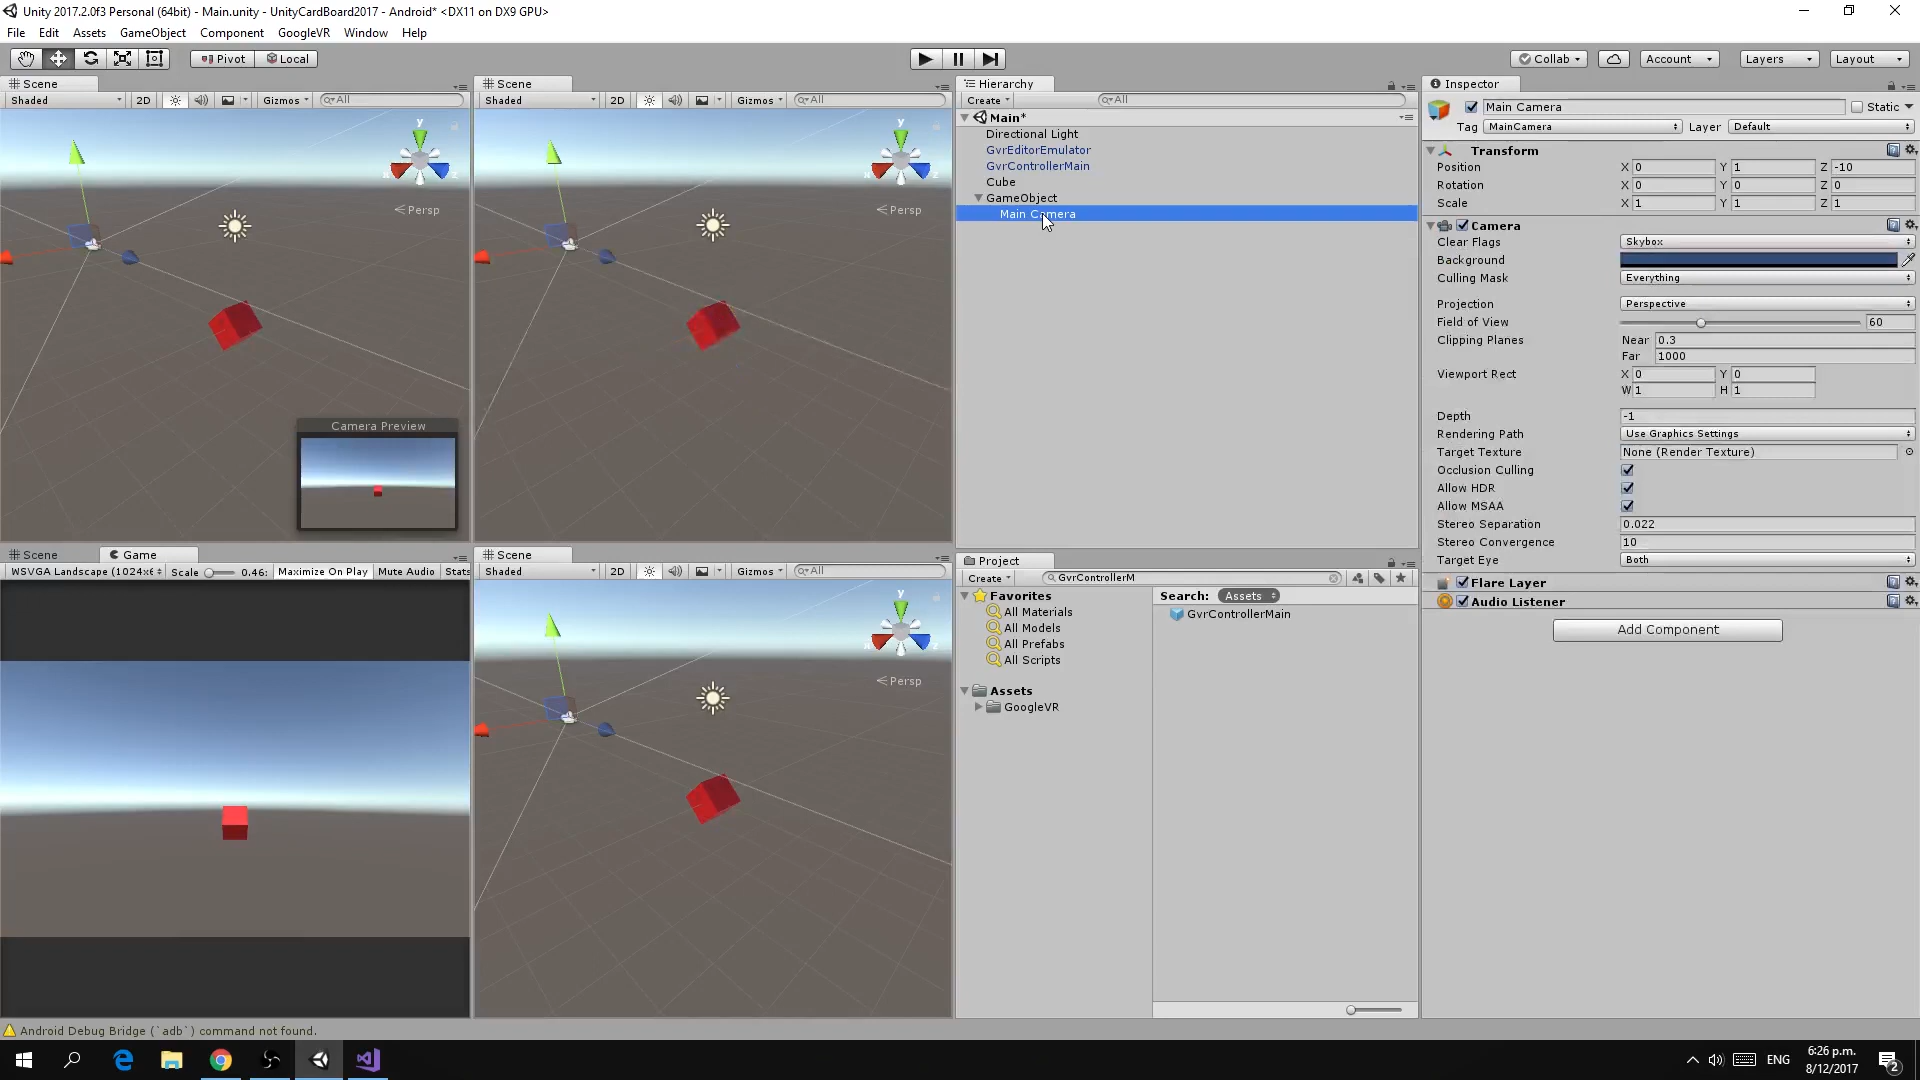 Unity 2017.2.0f3 Personal (64bit) - Main.unity - UnityCardBoard2017 - Android* <DX11 on DX9 GPU>
File Edit Assets GameObject Component GoogleVR Window Help
Pivot Local Collab Account Layers Layout
Scene Scene Hierarchy Inspector
Shaded 2D Gizmos All Shaded 2D Gizmos All Create All
Main Camera Static
Tag MainCamera Layer Default
Main*
Directional Light
GvrEditorEmulator
GvrControllerMain
Cube
GameObject
Main Camera
y
x z
Persp
y
x z
Persp
Camera Preview
Transform
Position X 0 Y 1 Z -10
Rotation X 0 Y 0 Z 0
Scale X 1 Y 1 Z 1
Camera
Clear Flags Skybox
Background
Culling Mask Everything
Projection Perspective
Field of View 60
Clipping Planes Near 0.3
Far 1000
Viewport Rect X 0 Y 0
W 1 H 1
Depth -1
Rendering Path Use Graphics Settings
Target Texture None (Render Texture)
Occlusion Culling
Allow HDR
Allow MSAA
Stereo Separation 0.022
Stereo Convergence 10
Target Eye Both
Flare Layer
Audio Listener
Add Component
Scene Game Scene Project
WSVGA Landscape (1024x6 Scale 0.46: Maximize On Play Mute Audio Stats
Shaded 2D Gizmos All
Create GvrControllerM
Favorites
All Materials
All Models
All Prefabs
All Scripts
Assets
GoogleVR
Search: Assets
GvrControllerMain
y
x z
Persp
Android Debug Bridge (`adb`) command not found.
ENG 6:26 p.m.
8/12/2017
2